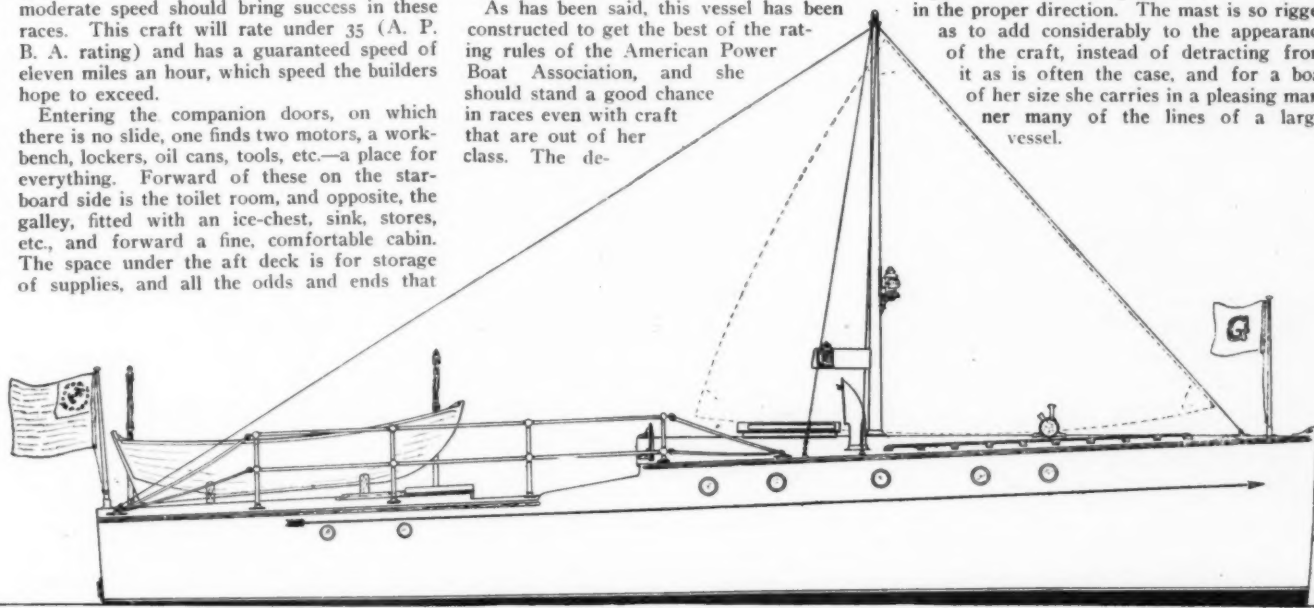 moderate speed should bring success in these
races. This craft will rate under 35 (A. P.
B. A. rating) and has a guaranteed speed of
eleven miles an hour, which speed the builders
hope to exceed.
Entering the companion doors, on which
there is no slide, one finds two motors, a work-
bench, lockers, oil cans, tools, etc.—a place for
everything. Forward of these on the star-
board side is the toilet room, and opposite, the
galley, fitted with an ice-chest, sink, stores,
etc., and forward a fine, comfortable cabin.
The space under the aft deck is for storage
of supplies, and all the odds and ends that
As has been said, this vessel has been
constructed to get the best of the rat-
ing rules of the American Power
Boat Association, and she
should stand a good chance
in races even with craft
that are out of her
class. The de-
in the proper direction. The mast is so rigge
as to add considerably to the appearan
of the craft, instead of detracting fro
it as is often the case, and for a boa
of her size she carries in a pleasing man
ner many of the lines of a larg
vessel.
G